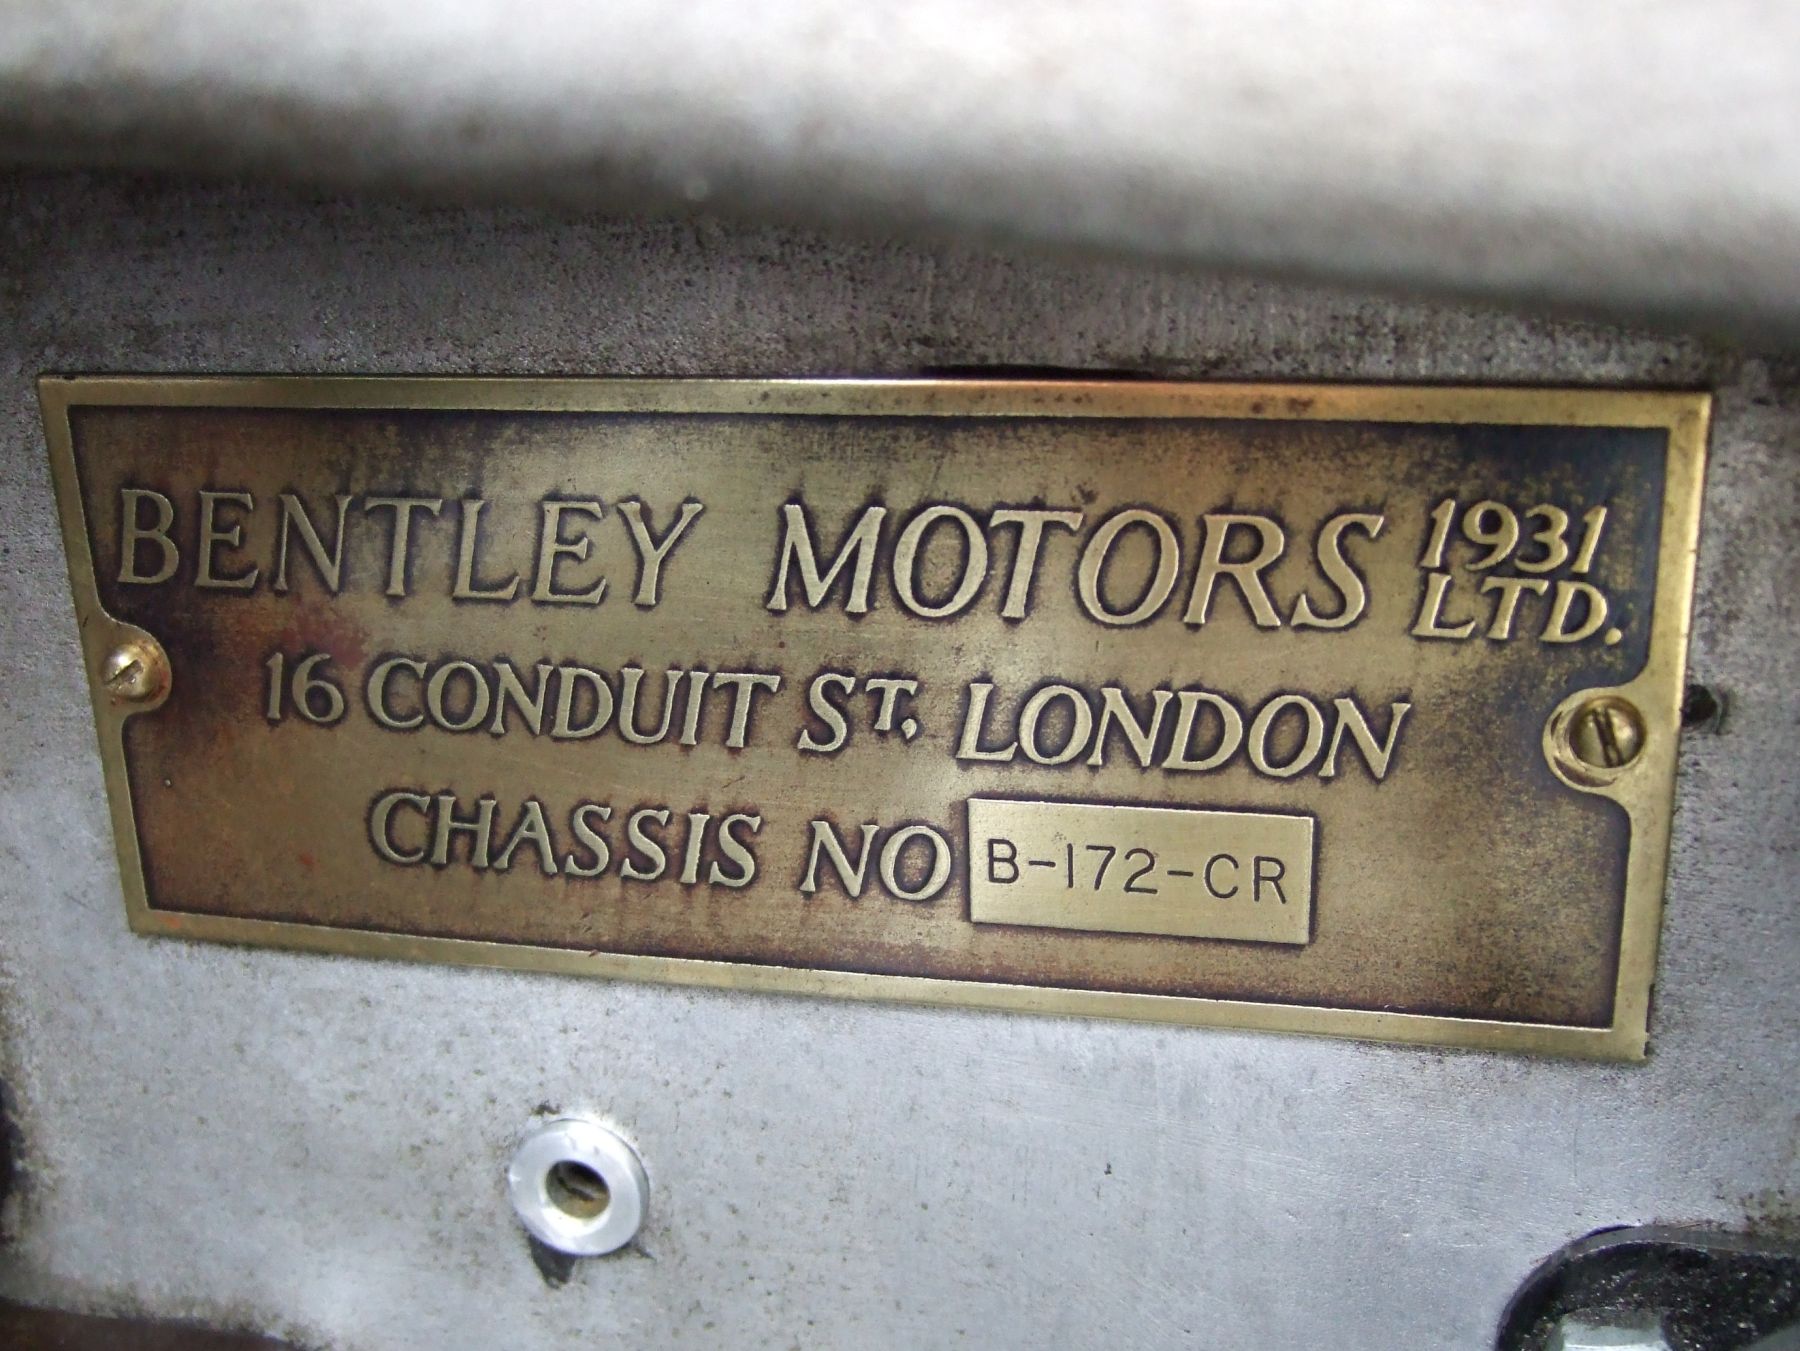 BENTLEY MOTORS 1931 LTD.
16 CONDUIT ST, LONDON
CHASSIS NO B-172-CR